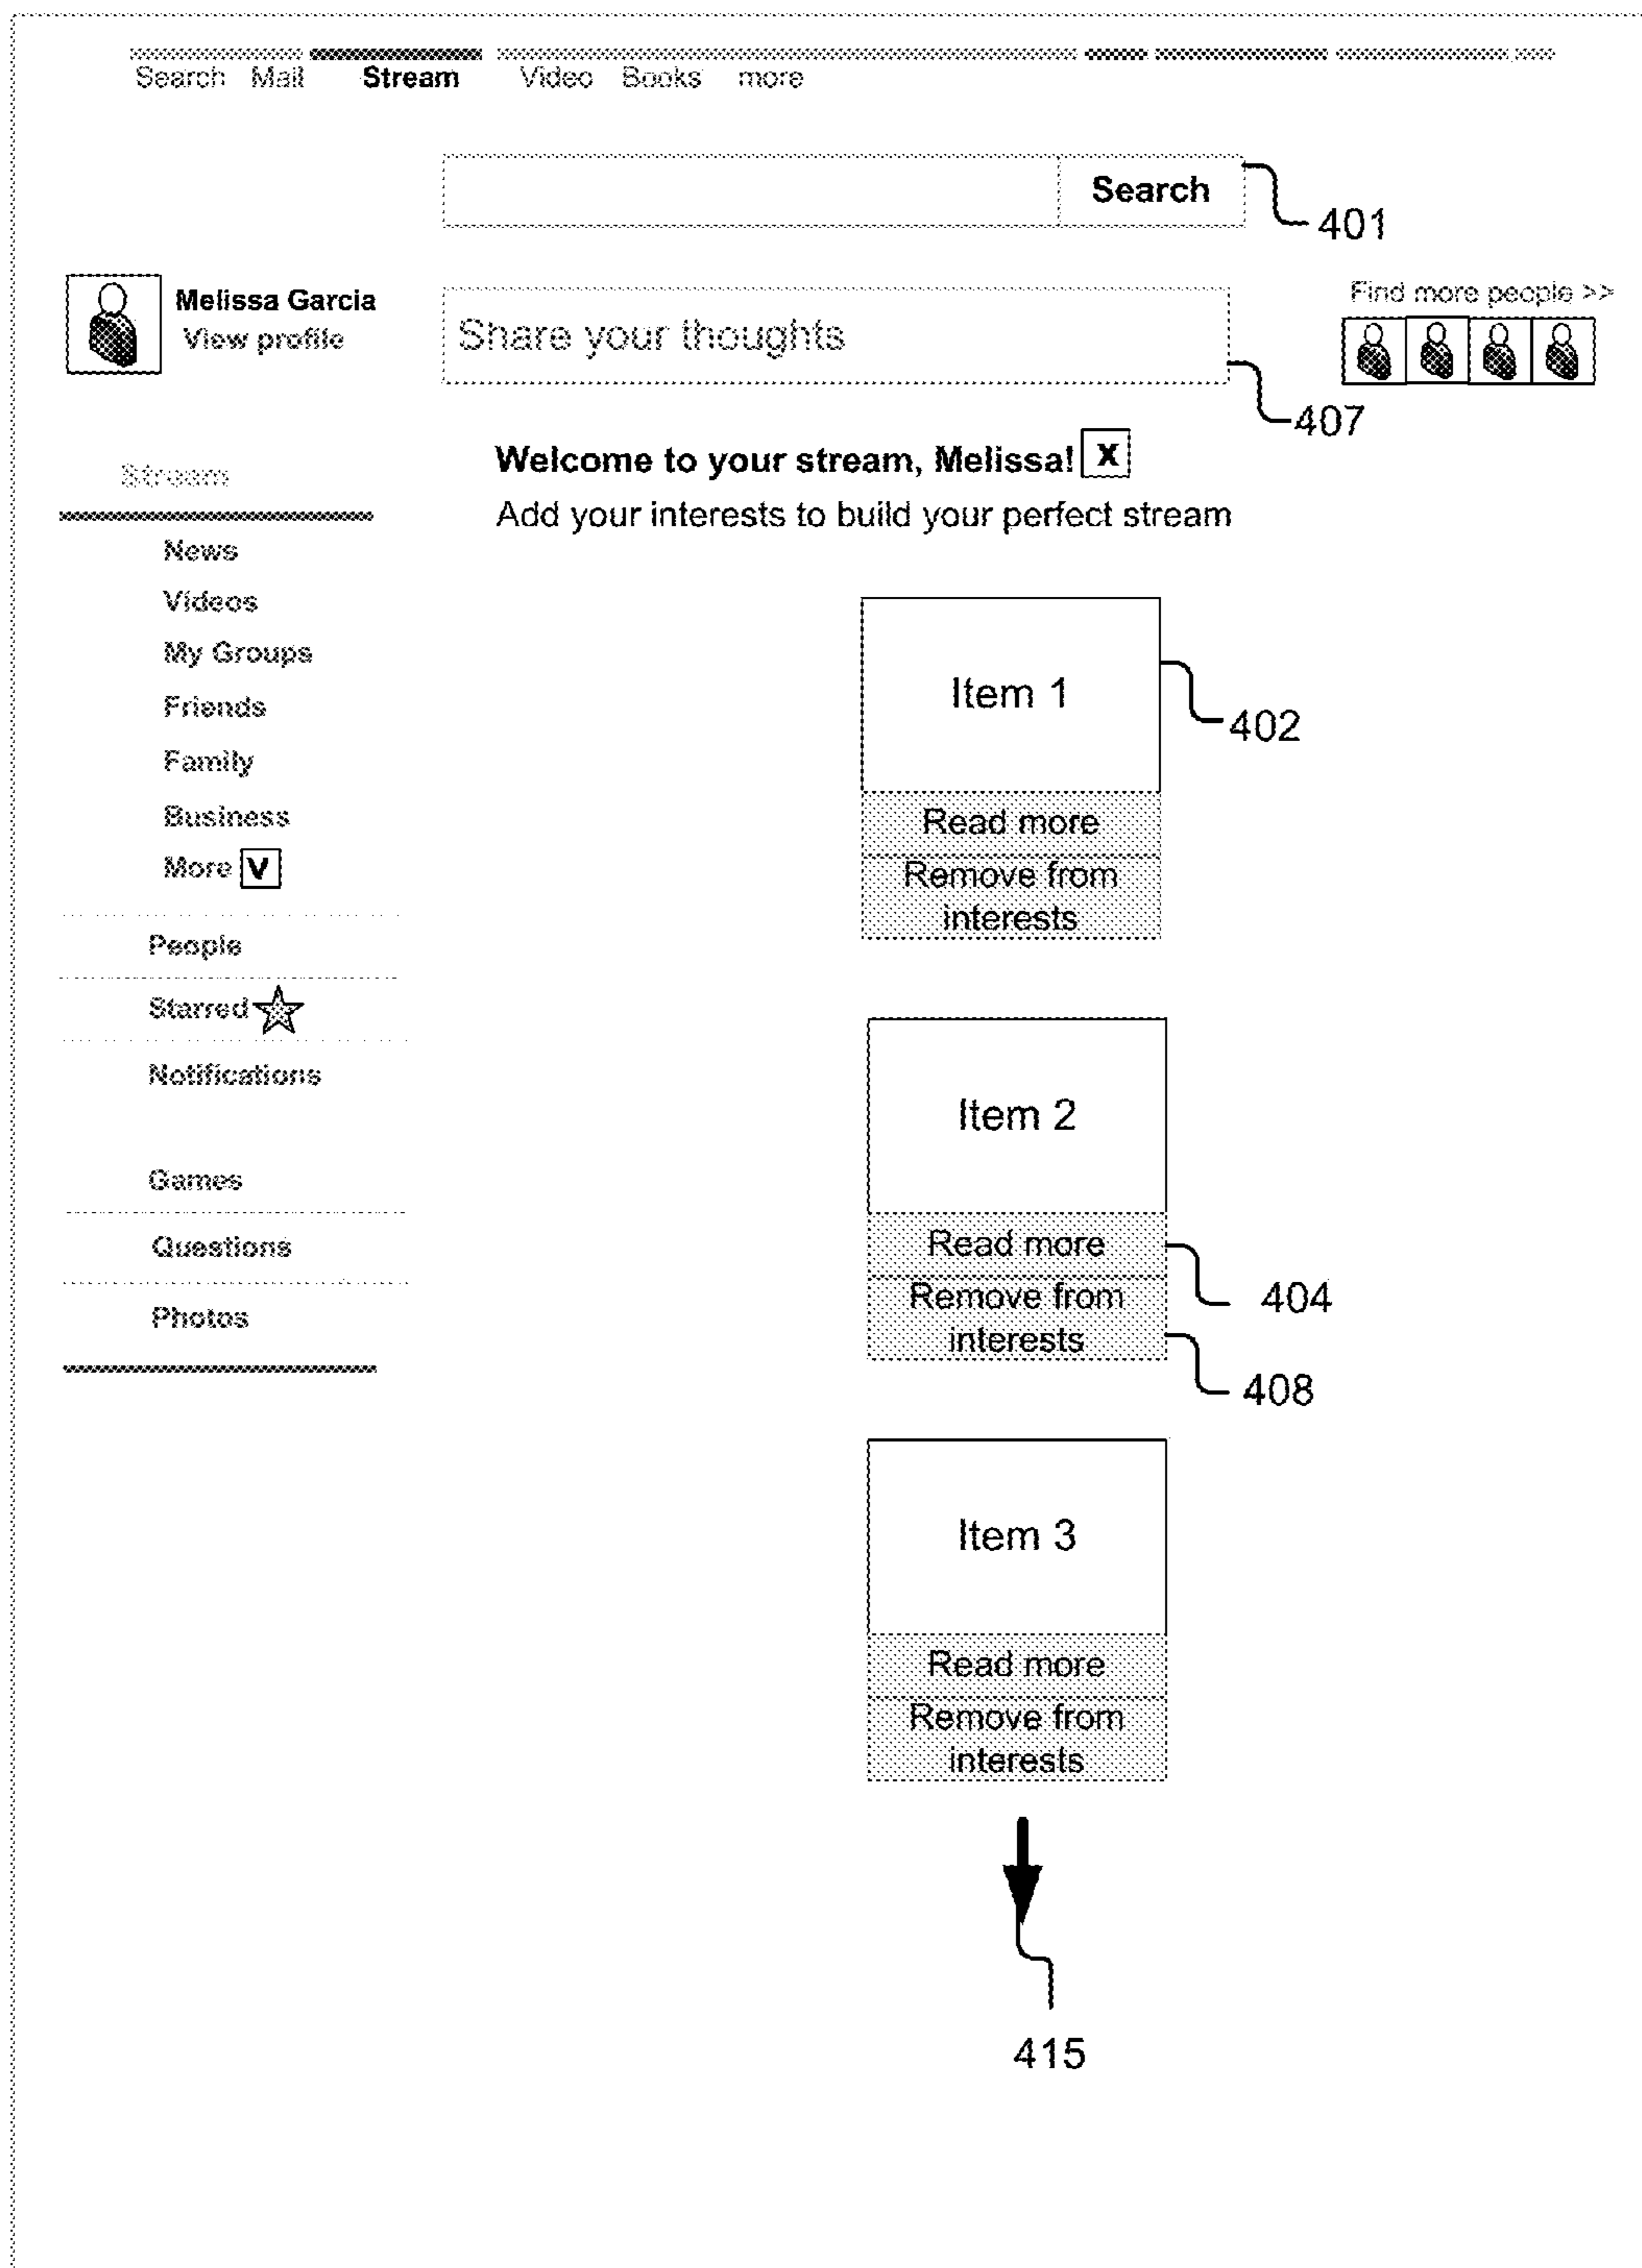 Search Mail Stream Video Books more
Search
401
Melissa Garcia
View profile
Share your thoughts
407
Find more people >>
Welcome to your stream, Melissa! X
Add your interests to build your perfect stream
Stream
News
Videos
My Groups
Friends
Family
Business
More V
People
Starred
Notifications
Games
Questions
Photos
Item 1
402
Read more
Remove from
interests
Item 2
Read more
404
Remove from
interests
408
Item 3
Read more
Remove from
interests
415